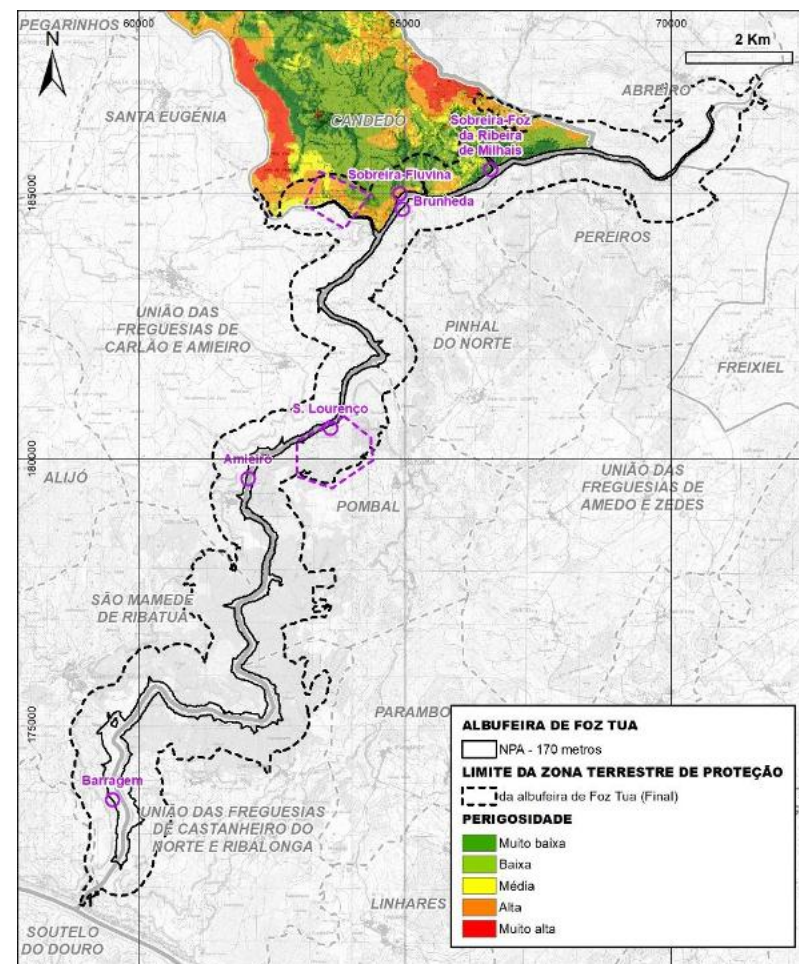 60000
65000
70000
PEGARINHOS
N
2 Km
ABREIRO
SANTA EUGÉNIA
CANDEDO
Sobreira-Foz
da Ribeira
de Milhais
Sobreira-Fluvina
Brunheda
185000
PEREIROS
UNIÃO DAS
FREGUESIAS DE
CARLÃO E AMIEIRO
PINHAL
DO NORTE
FREIXIEL
S. Lourenço
Amieiro
180000
ALIJÓ
UNIÃO DAS
FREGUESIAS DE
AMEDO E ZEDES
POMBAL
SÃO MAMEDE
DE RIBATUA
175000
PARAMBO
Barragem
UNIÃO DAS FREGUESIAS
DE CASTANHEIRO DO
NORTE E RIBALONGA
LINHARES
SOUTELO
DO DOURO
ALBUFEIRA DE FOZ TUA
NPA - 170 metros
LIMITE DA ZONA TERRESTRE DE PROTEÇÃO
da albufeira de Foz Tua (Final)
PERIGOSIDADE
Muito baixa
Baixa
Média
Alta
Muito alta